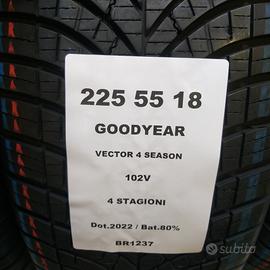 225 55 18
GOODYEAR
VECTOR 4 SEASON
102V
4 STAGIONI
Dot.2022 / Bat.80%
BR1237
subito